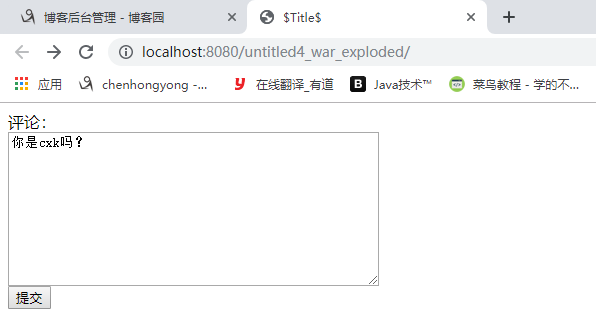 博客后台管理 - 博客园
$Title$
localhost:8080/untitled4_war_exploded/
应用
chenhongyong -...
在线翻译_有道
Java技术™
菜鸟教程 - 学的不...
评论:
你是cxk吗?
提交